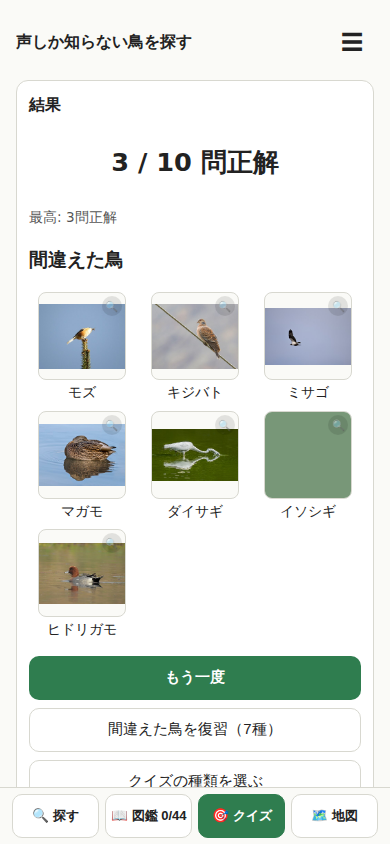 声しか知らない鳥を探す
結果
3 / 10 問正解
最高: 3問正解
間違えた鳥
モズ
キジバト
ミサゴ
マガモ
ダイサギ
イソシギ
ヒドリガモ
もう一度
間違えた鳥を復習（7種）
クイズの種類を選ぶ
探す
図鑑 0/44
クイズ
地図